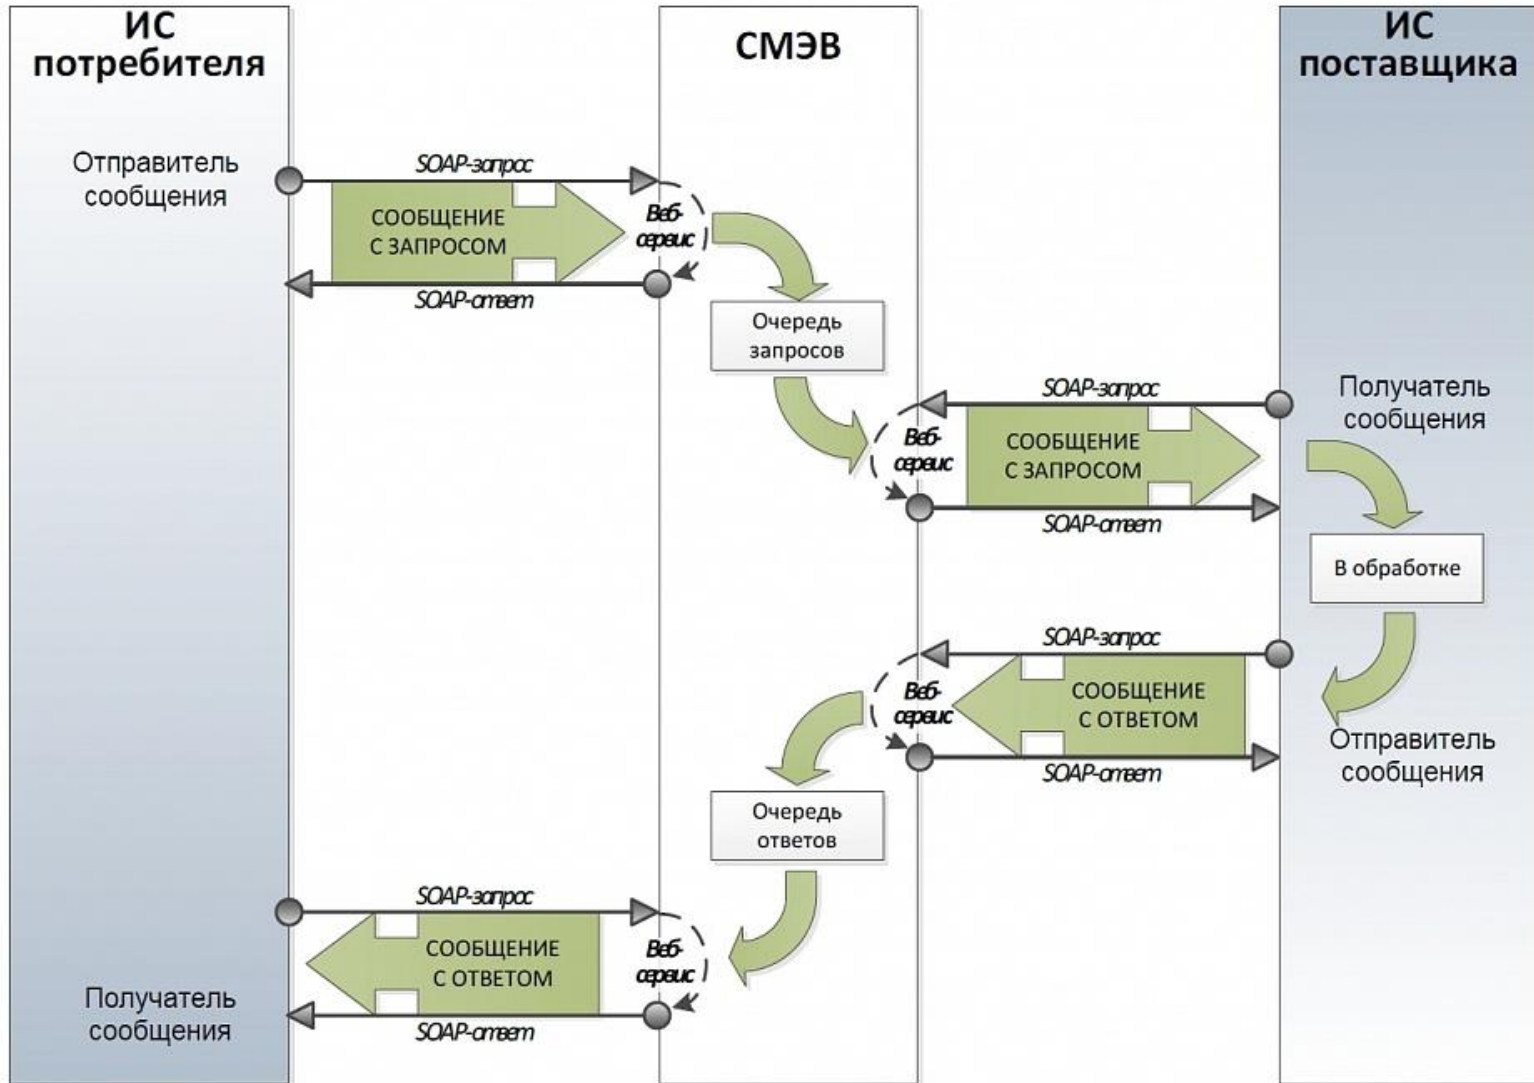 ИС
потребителя
СМЭВ
ИС
поставщика
Отправитель
сообщения
SOAP-запрос
СООБЩЕНИЕ
С ЗАПРОСОМ
Веб-
сервис
SOAP-ответ
Очередь
запросов
SOAP-запрос
Получатель
сообщения
Веб-
сервис
СООБЩЕНИЕ
С ЗАПРОСОМ
SOAP-ответ
В обработке
SOAP-запрос
Веб-
сервис
СООБЩЕНИЕ
С ОТВЕТОМ
SOAP-ответ
Отправитель
сообщения
Очередь
ответов
SOAP-запрос
СООБЩЕНИЕ
С ОТВЕТОМ
Веб-
сервис
Получатель
сообщения
SOAP-ответ